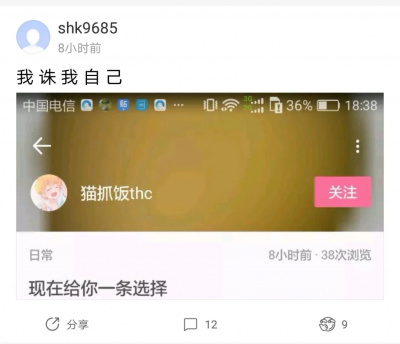 shk9685
8小时前
我诛我自己
中国电信 36% 18:38
猫抓饭thc
关注
日常 8小时前 · 38次浏览
现在给你一条选择
分享 12 9